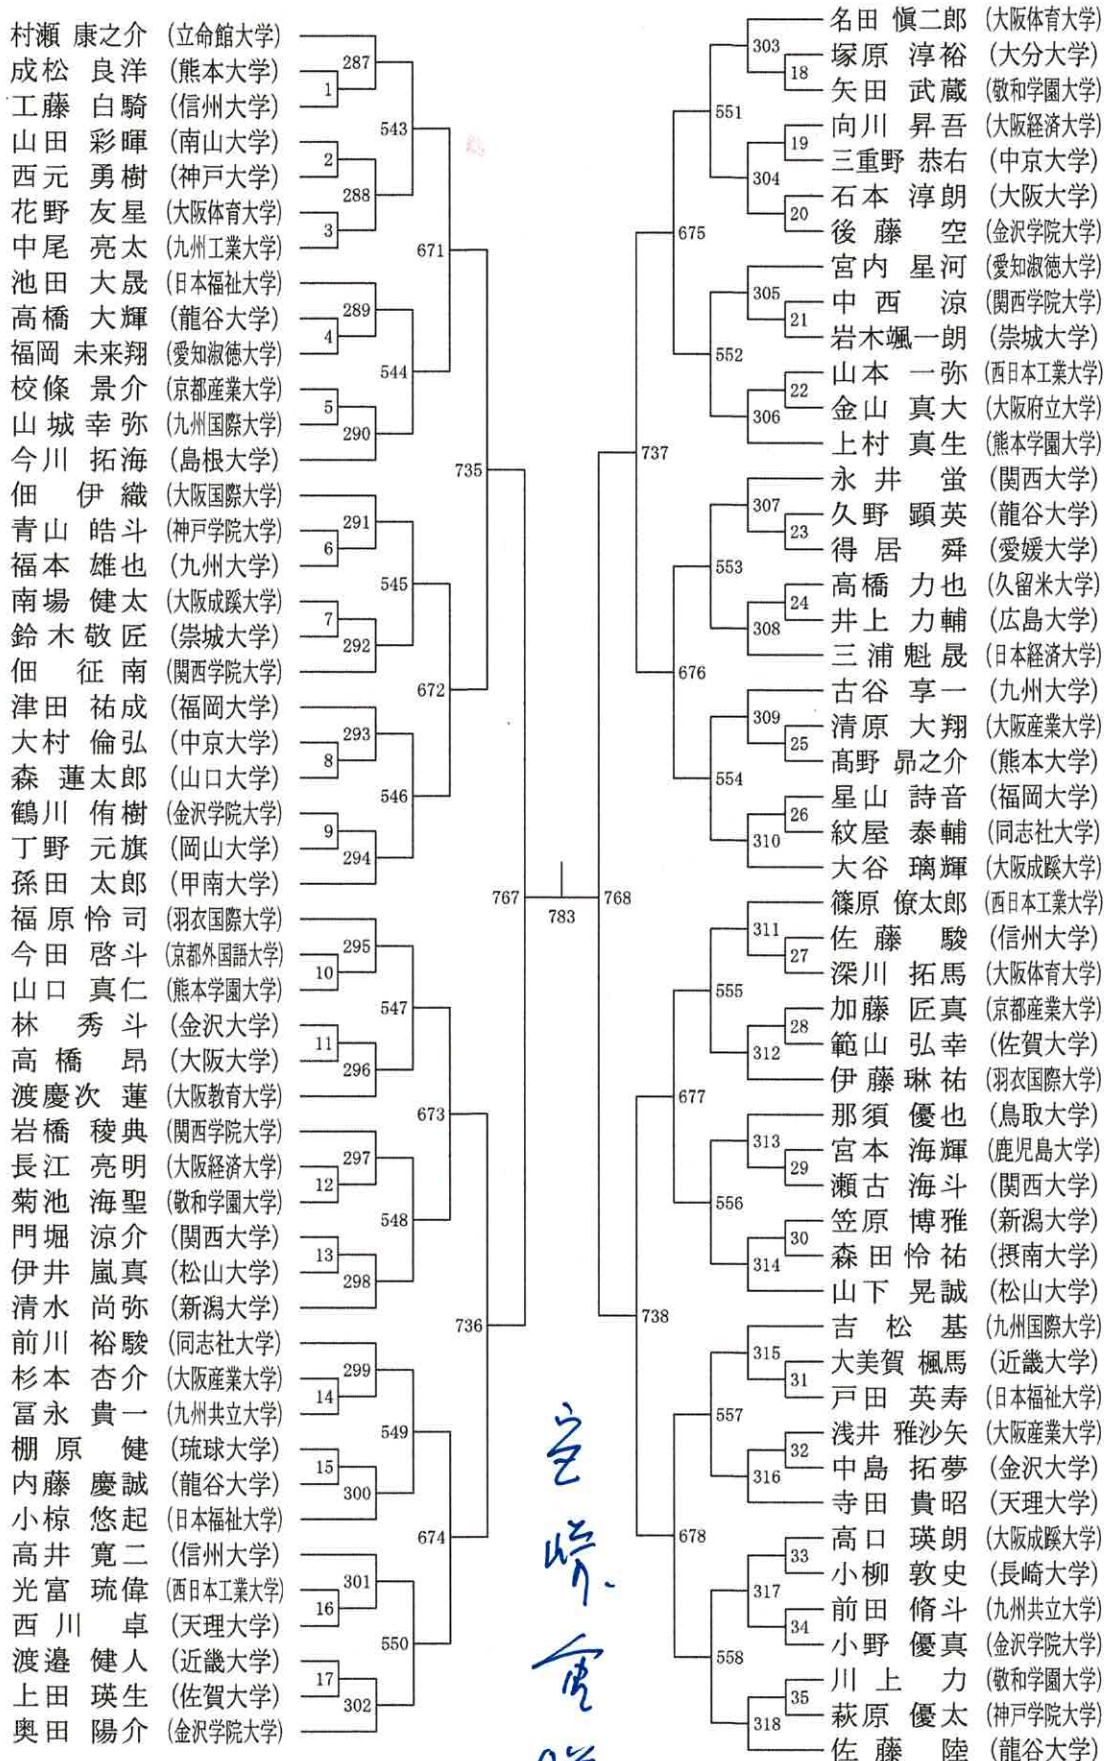 村瀬 康之介 (立命館大学)
成松 良洋 (熊本大学)
工藤 白騎 (信州大学)
山田 彩暉 (南山大学)
西元 勇樹 (神戸大学)
花野 友星 (大阪体育大学)
中尾 亮太 (九州工業大学)
池田 大晟 (日本福祉大学)
高橋 大輝 (龍谷大学)
福岡 未来翔 (愛知淑徳大学)
校條 景介 (京都産業大学)
山城 幸弥 (九州国際大学)
今川 拓海 (島根大学)
佃 伊織 (大阪国際大学)
青山 皓斗 (神戸学院大学)
福本 雄也 (九州大学)
南場 健太 (大阪成蹊大学)
鈴木 敬匠 (崇城大学)
佃 征南 (関西学院大学)
津田 祐成 (福岡大学)
大村 倫弘 (中京大学)
森 蓮太郎 (山口大学)
鶴川 侑樹 (金沢学院大学)
丁野 元旗 (岡山大学)
孫田 太郎 (甲南大学)
福原 怜司 (羽衣国際大学)
今田 啓斗 (京都外国語大学)
山口 真仁 (熊本学園大学)
林 秀斗 (金沢大学)
高橋 昂 (大阪大学)
渡慶次 蓮 (大阪教育大学)
岩橋 稜典 (関西学院大学)
長江 亮明 (大阪経済大学)
菊池 海聖 (敬和学園大学)
門堀 涼介 (関西大学)
伊井 嵐真 (松山大学)
清水 尚弥 (新潟大学)
前川 裕駿 (同志社大学)
杉本 杏介 (大阪産業大学)
冨永 貴一 (九州共立大学)
棚原 健 (琉球大学)
内藤 慶誠 (龍谷大学)
小椋 悠起 (日本福祉大学)
高井 寛二 (信州大学)
光富 琉偉 (西日本工業大学)
西川 卓 (天理大学)
渡邉 健人 (近畿大学)
上田 瑛生 (佐賀大学)
奥田 陽介 (金沢学院大学)
1
2
3
4
5
6
7
8
9
10
11
12
13
14
15
16
17
287
288
289
290
291
292
293
294
295
296
297
298
299
300
301
302
543
544
545
546
547
548
549
550
671
672
673
674
735
736
767
783
768
737
738
675
676
677
678
551
552
553
554
555
556
557
558
303
304
305
306
307
308
309
310
311
312
313
314
315
316
317
318
18
19
20
21
22
23
24
25
26
27
28
29
30
31
32
33
34
35
名田 愼二郎 (大阪体育大学)
塚原 淳裕 (大分大学)
矢田 武蔵 (敬和学園大学)
向川 昇吾 (大阪経済大学)
三重野 恭右 (中京大学)
石本 淳朗 (大阪大学)
後藤 空 (金沢学院大学)
宮内 星河 (愛知淑徳大学)
中西 涼 (関西学院大学)
岩木 颯一朗 (崇城大学)
山本 一弥 (西日本工業大学)
金山 真大 (大阪府立大学)
上村 真生 (熊本学園大学)
永井 蛍 (関西大学)
久野 顕英 (龍谷大学)
得居 舜 (愛媛大学)
高橋 力也 (久留米大学)
井上 力輔 (広島大学)
三浦 魁晟 (日本経済大学)
古谷 享一 (九州大学)
清原 大翔 (大阪産業大学)
髙野 昴之介 (熊本大学)
星山 詩音 (福岡大学)
紋屋 泰輔 (同志社大学)
大谷 璃輝 (大阪成蹊大学)
篠原 僚太郎 (西日本工業大学)
佐藤 駿 (信州大学)
深川 拓馬 (大阪体育大学)
加藤 匠真 (京都産業大学)
範山 弘幸 (佐賀大学)
伊藤 琳祐 (羽衣国際大学)
那須 優也 (鳥取大学)
宮本 海輝 (鹿児島大学)
瀬古 海斗 (関西大学)
笠原 博雅 (新潟大学)
森田 怜祐 (摂南大学)
山下 晃誠 (松山大学)
吉松 基 (九州国際大学)
大美賀 楓馬 (近畿大学)
戸田 英寿 (日本福祉大学)
浅井 雅沙矢 (大阪産業大学)
中島 拓夢 (金沢大学)
寺田 貴昭 (天理大学)
高口 瑛朗 (大阪成蹊大学)
小柳 敦史 (長崎大学)
前田 脩斗 (九州共立大学)
小野 優真 (金沢学院大学)
川上 力 (敬和学園大学)
萩原 優太 (神戸学院大学)
佐藤 陸 (龍谷大学)